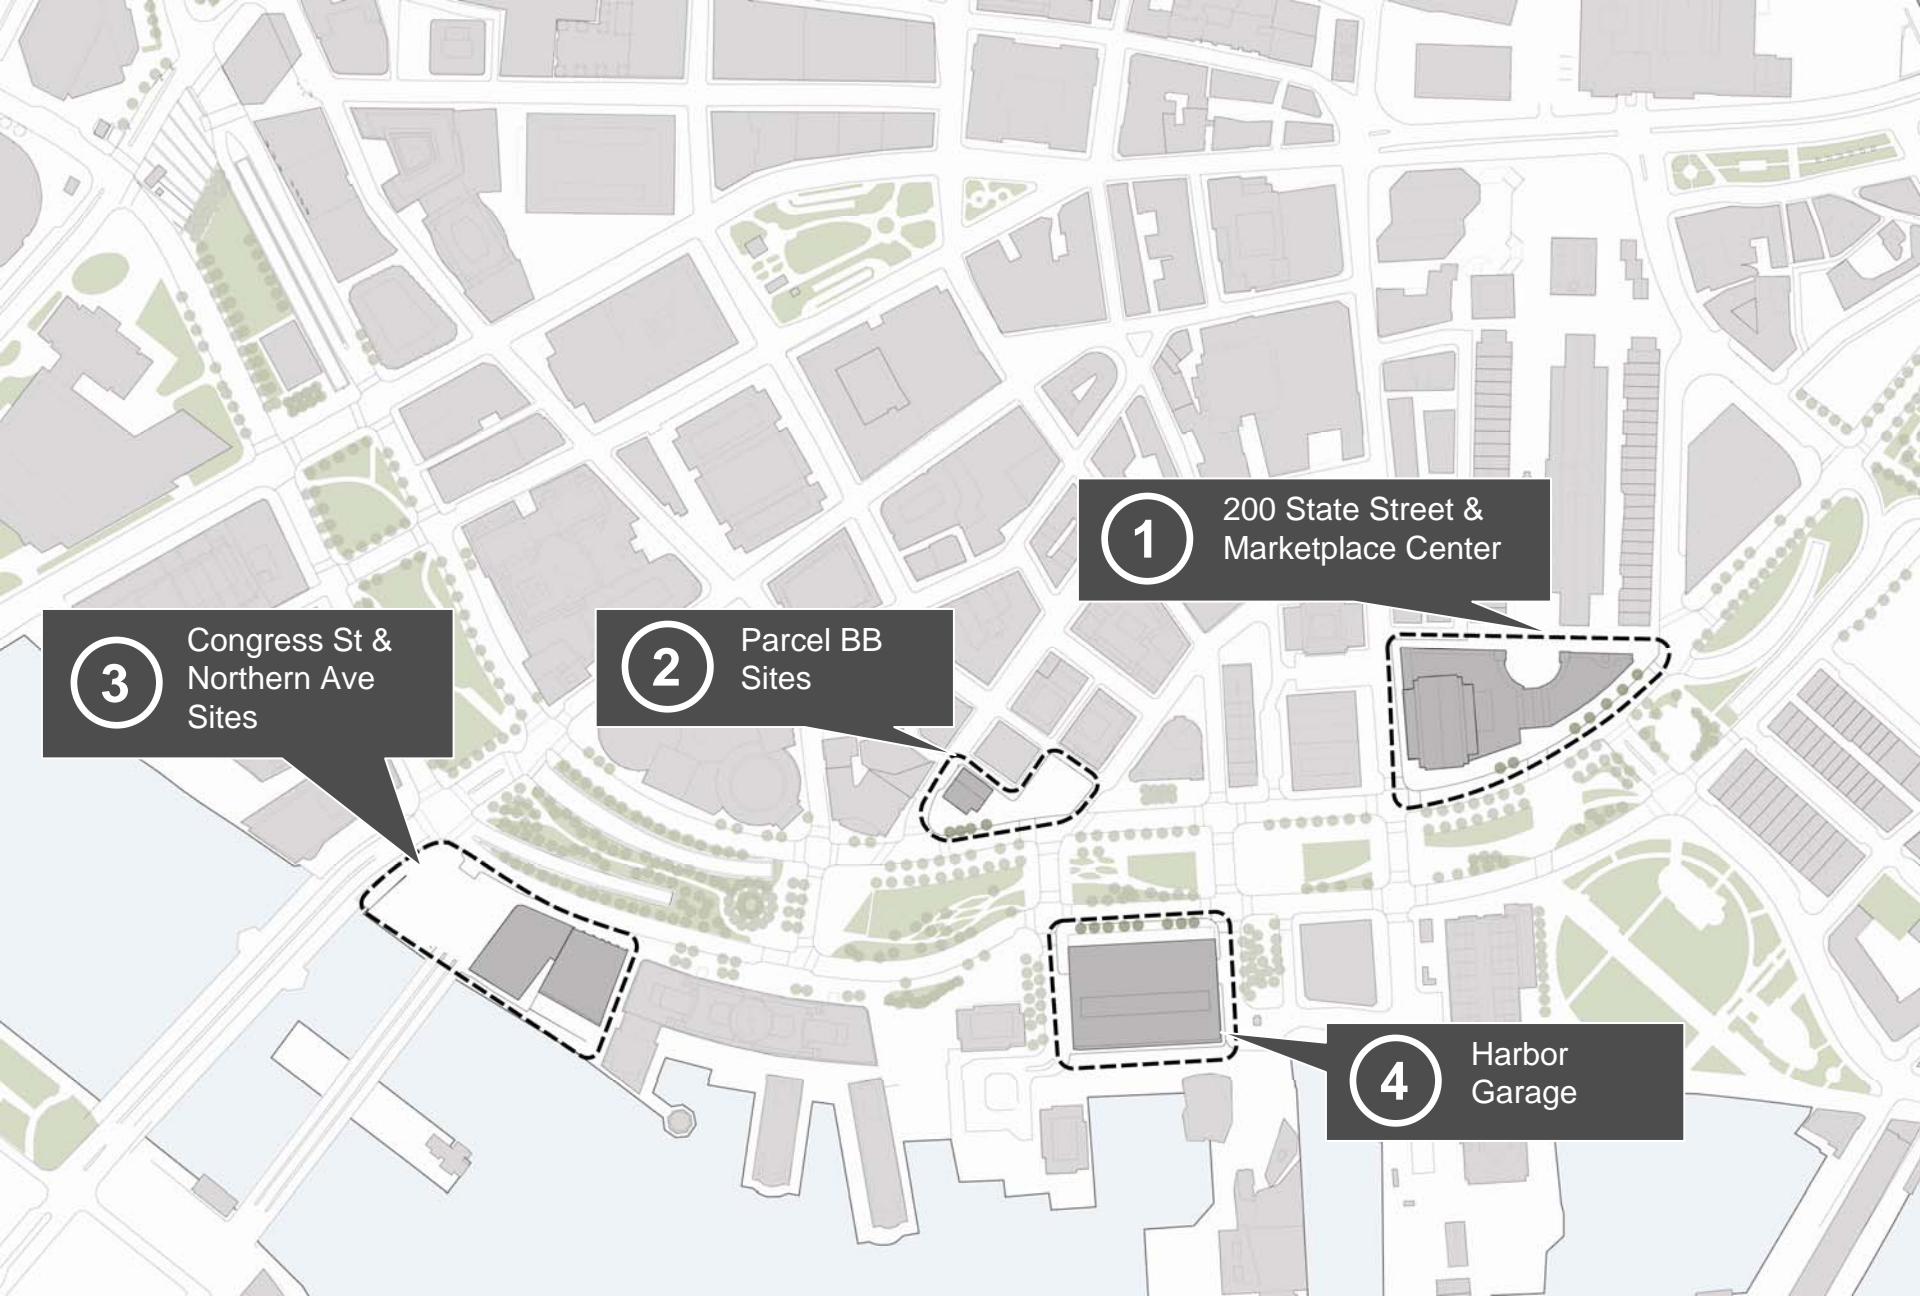 1
200 State Street &
Marketplace Center
2
Parcel BB
Sites
3
Congress St &
Northern Ave
Sites
4
Harbor
Garage